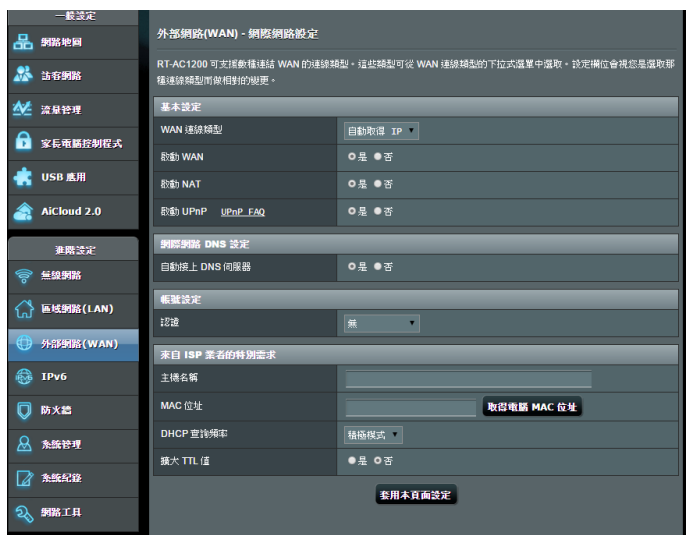 一般設定
網路地圖
訪客網路
流量管理
家長電腦控制程式
USB 應用
AiCloud 2.0
進階設定
無線網路
區域網路(LAN)
外部網路(WAN)
IPv6
防火牆
系統管理
系統紀錄
網路工具
外部網路(WAN) - 網際網路設定
RT-AC1200 可支援數種連結 WAN 的連線類型。這些類型可從 WAN 連線類型的下拉式選單中選取。設定欄位會視您是選取那
種連線類型而做相對的變更。
基本設定
WAN 連線類型 自動取得 IP
啟動 WAN 是 否
啟動 NAT 是 否
啟動 UPnP UPnP FAQ 是 否
網際網路 DNS 設定
自動接上 DNS 伺服器 是 否
帳號設定
認證 無
來自 ISP 業者的特別需求
主機名稱
MAC 位址 取得電腦 MAC 位址
DHCP 查詢頻率 積極模式
擴大 TTL 值 是 否
套用本頁面設定